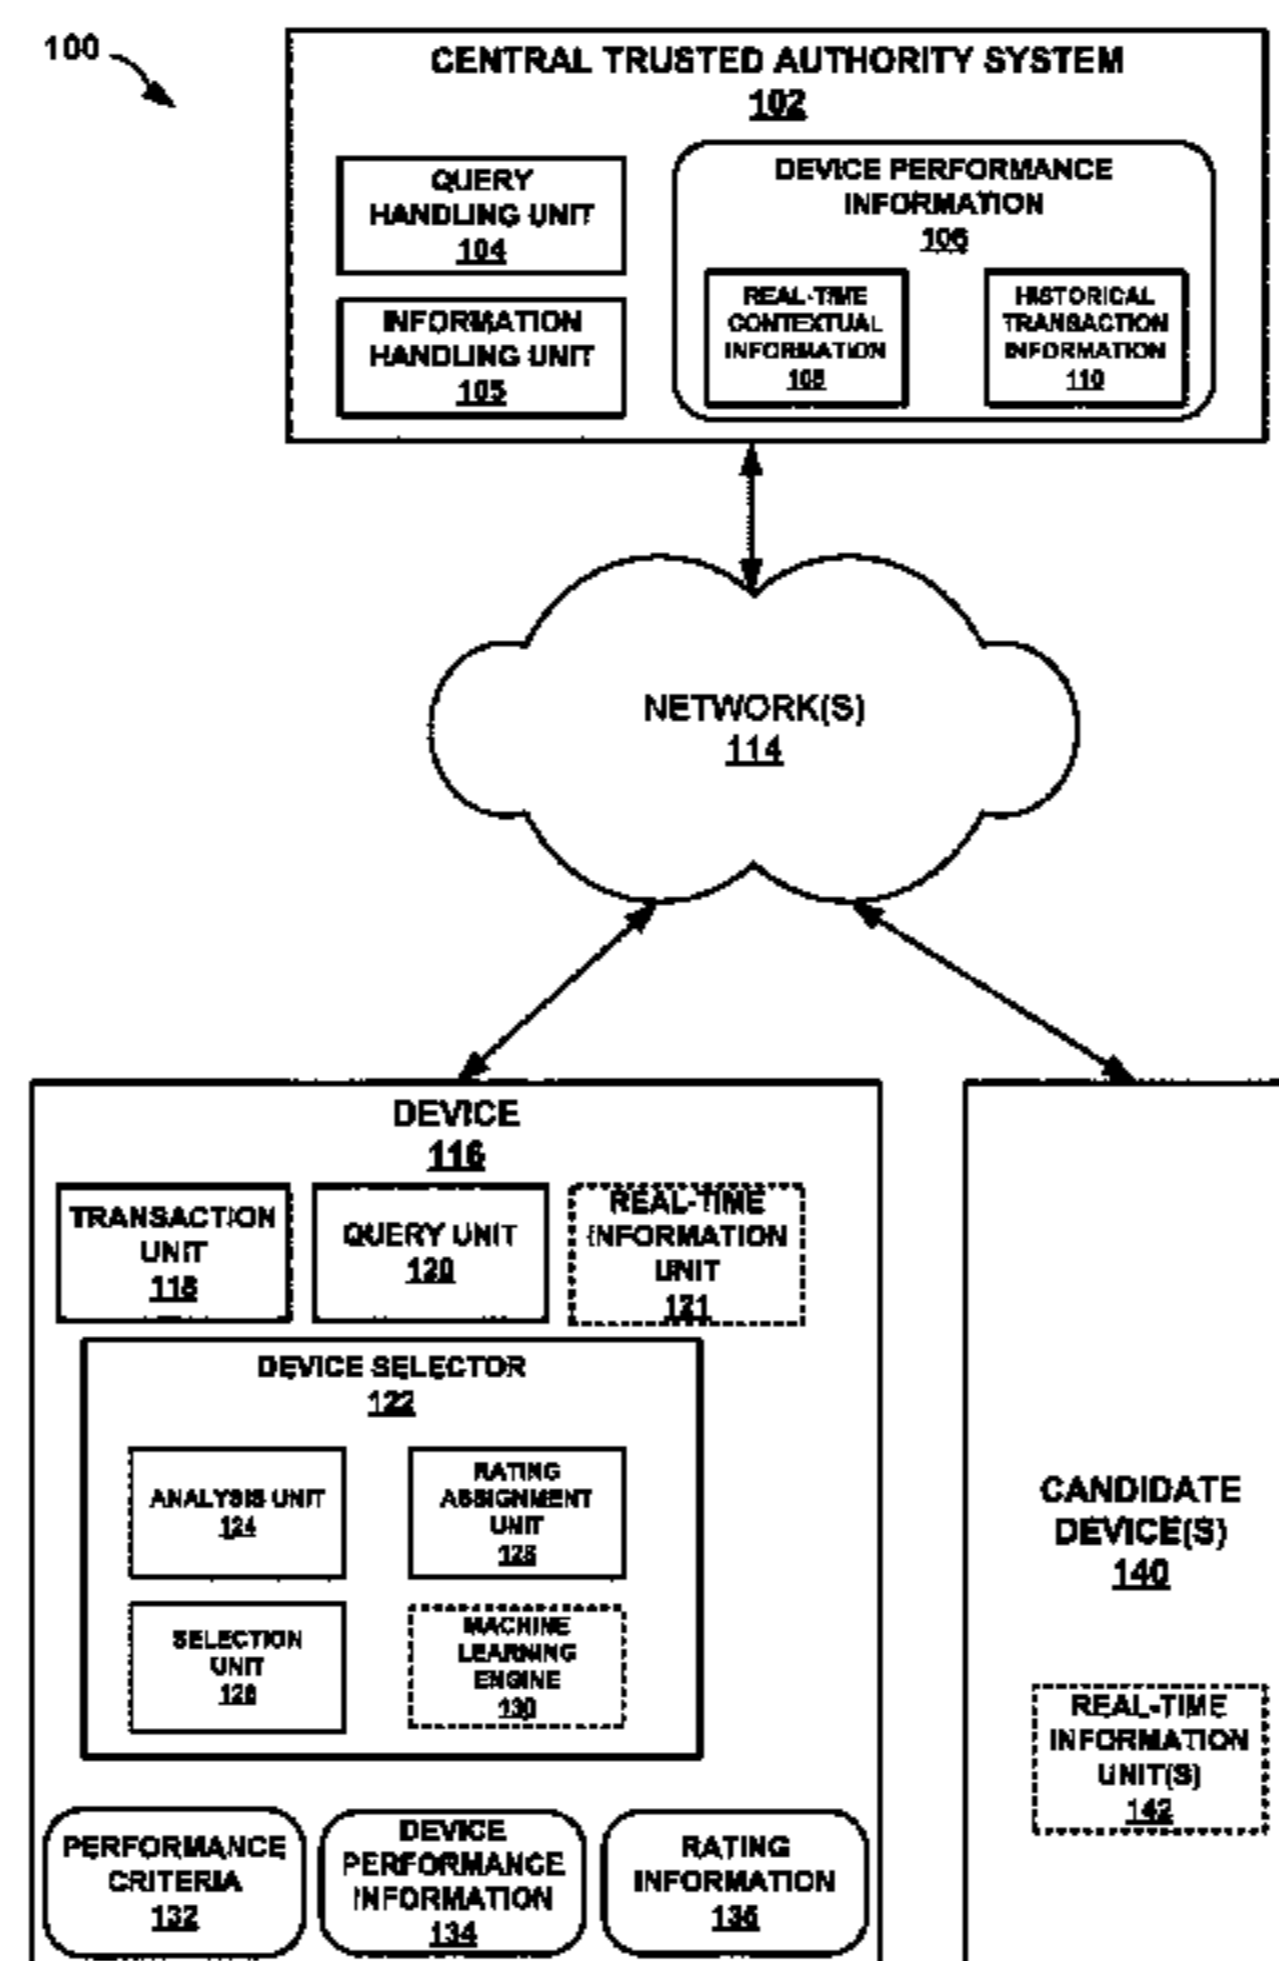 100
CENTRAL TRUSTED AUTHORITY SYSTEM
102
QUERY
HANDLING UNIT
104
INFORMATION
HANDLING UNIT
105
DEVICE PERFORMANCE
INFORMATION
106
REAL-TIME
CONTEXTUAL
INFORMATION
108
HISTORICAL
TRANSACTION
INFORMATION
110
NETWORK(S)
114
DEVICE
116
TRANSACTION
UNIT
118
QUERY UNIT
120
REAL-TIME
INFORMATION
UNIT
121
DEVICE SELECTOR
122
ANALYSIS UNIT
124
RATING
ASSIGNMENT
UNIT
SELECTION
UNIT
MACHINE
LEARNING
ENGINE
130
PERFORMANCE
CRITERIA
132
DEVICE
PERFORMANCE
INFORMATION
134
RATING
INFORMATION
CANDIDATE
DEVICE(S)
140
REAL-TIME
INFORMATION
UNIT(S)
142